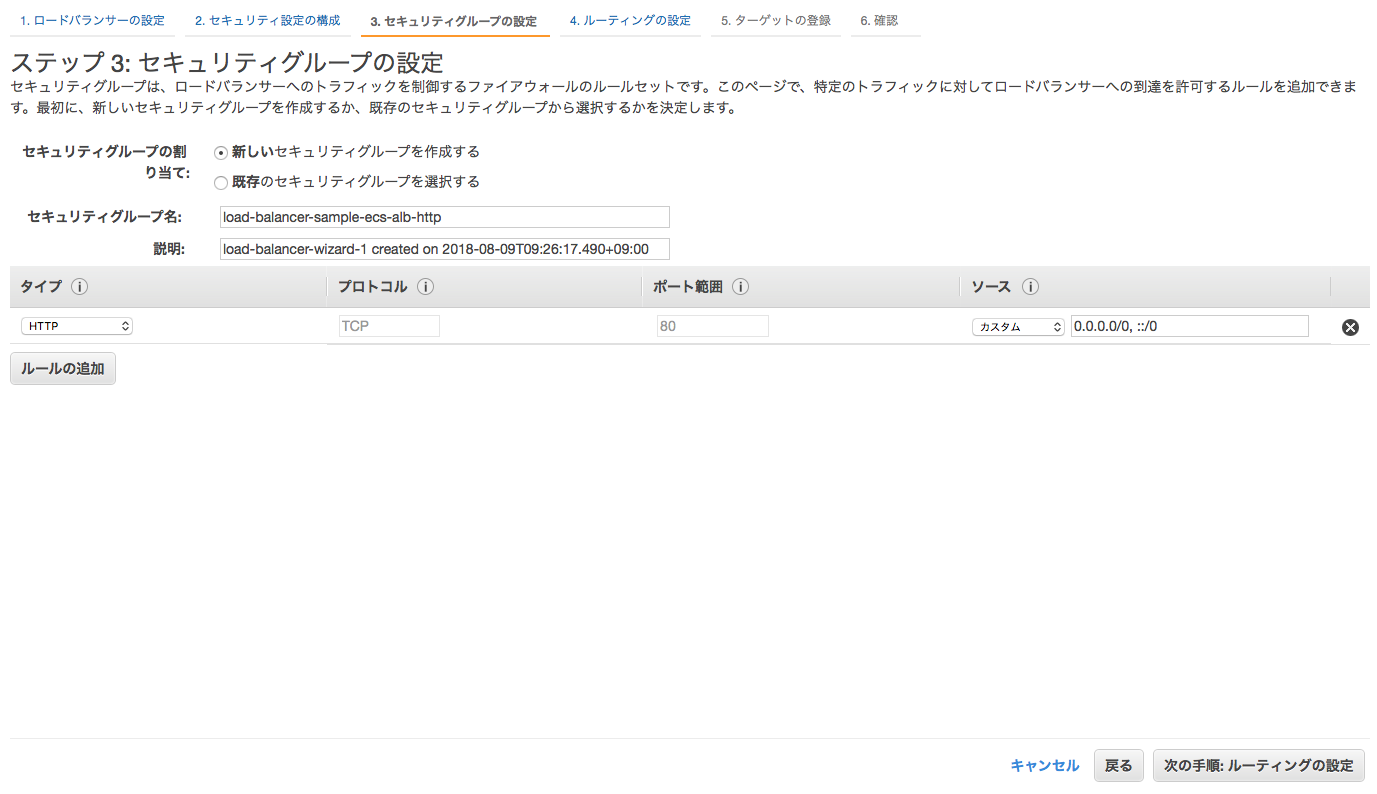 1. ロードバランサーの設定 2. セキュリティ設定の構成 3. セキュリティグループの設定 4. ルーティングの設定 5. ターゲットの登録 6. 確認
ステップ 3: セキュリティグループの設定
セキュリティグループは、ロードバランサーへのトラフィックを制御するファイアウォールのルールセットです。このページで、特定のトラフィックに対してロードバランサーへの到達を許可するルールを追加できま
す。最初に、新しいセキュリティグループを作成するか、既存のセキュリティグループから選択するかを決定します。
セキュリティグループの割
り当て:
新しいセキュリティグループを作成する
既存のセキュリティグループを選択する
セキュリティグループ名: load-balancer-sample-ecs-alb-http
説明: load-balancer-wizard-1 created on 2018-08-09T09:26:17.490+09:00
タイプ プロトコル ポート範囲 ソース
HTTP TCP 80 カスタム 0.0.0.0/0, ::/0
ルールの追加
キャンセル 戻る 次の手順: ルーティングの設定